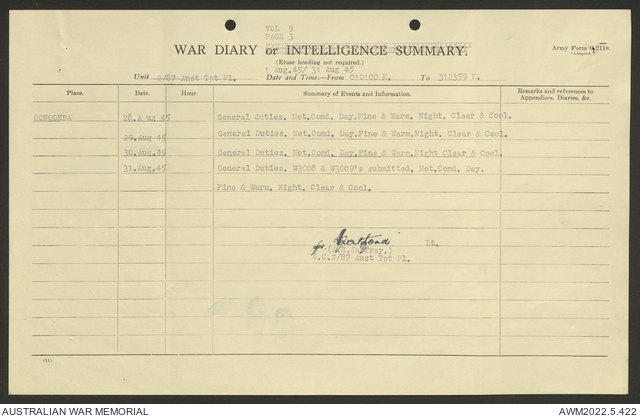 VOL 9
PAGE 3
WAR DIARY or INTELLIGENCE SUMMARY.
Army Form C.2118.
(Adapted.)
(Erase heading not required.)
1 Aug.45/ 31 Aug 45
Unit 2/87 Aust Tpt Pl. Date and Time.—From 010100 K. To 312359 K.
Place. Date. Hour. Summary of Events and Information. Remarks and references to Appendices, Diaries, &c.
OONOONBA 28.Aug 45 General duties. Met.Cond. Day.Fine & Warm. Night. Clear & Cool.
29.Aug 45 General Duties. Met.Cond. Day.Fine & Warm.Night. Clear & Cool.
30.Aug.45 General Duties. Met.Cond. Day.Fine & Warm.Night Clear & Cool.
31.Aug.45 General Duties. W3008 & W3009's submitted. Met.Cond. Day.
Fine & Warm. Night. Clear & Cool.
for Lt.
O.C.2/87 Aust Tpt Pl.
(11)
AUSTRALIAN WAR MEMORIAL
AWM2022.5.422